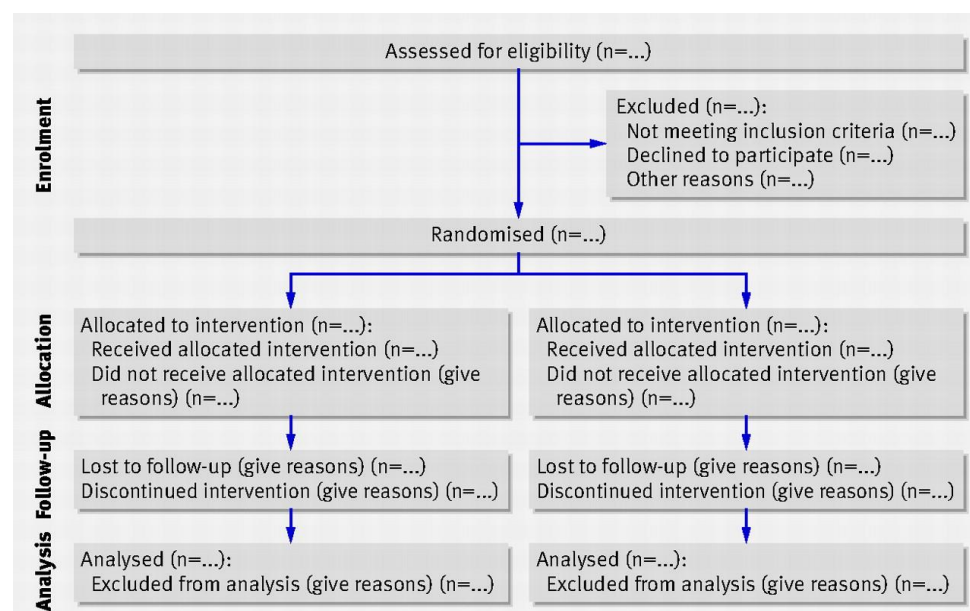 Assessed for eligibility (n=...)
Enrolment
Excluded (n=...):
Not meeting inclusion criteria (n=...)
Declined to participate (n=...)
Other reasons (n=...)
Randomised (n=...)
Allocation
Allocated to intervention (n=...):
Received allocated intervention (n=...)
Did not receive allocated intervention (give
reasons) (n=...)
Allocated to intervention (n=...):
Received allocated intervention (n=...)
Did not receive allocated intervention (give
reasons) (n=...)
Follow-up
Lost to follow-up (give reasons) (n=...)
Discontinued intervention (give reasons) (n=...)
Lost to follow-up (give reasons) (n=...)
Discontinued intervention (give reasons) (n=...)
Analysis
Analysed (n=...):
Excluded from analysis (give reasons) (n=...)
Analysed (n=...):
Excluded from analysis (give reasons) (n=...)